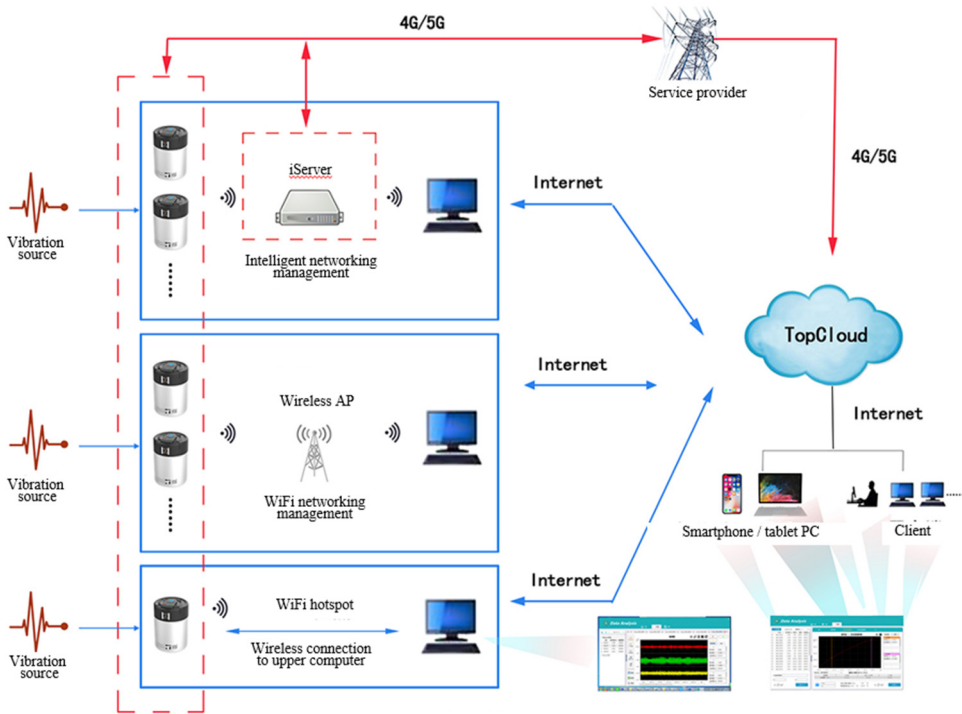 4G/5G
Service provider
4G/5G
iServer
Internet
Vibration
source
Intelligent networking
management
TopCloud
Internet
Wireless AP
Internet
Vibration
source
WiFi networking
management
Smartphone / tablet PC
Client
Internet
WiFi hotspot
Wireless connection
to upper computer
Vibration
source
Data Analysis